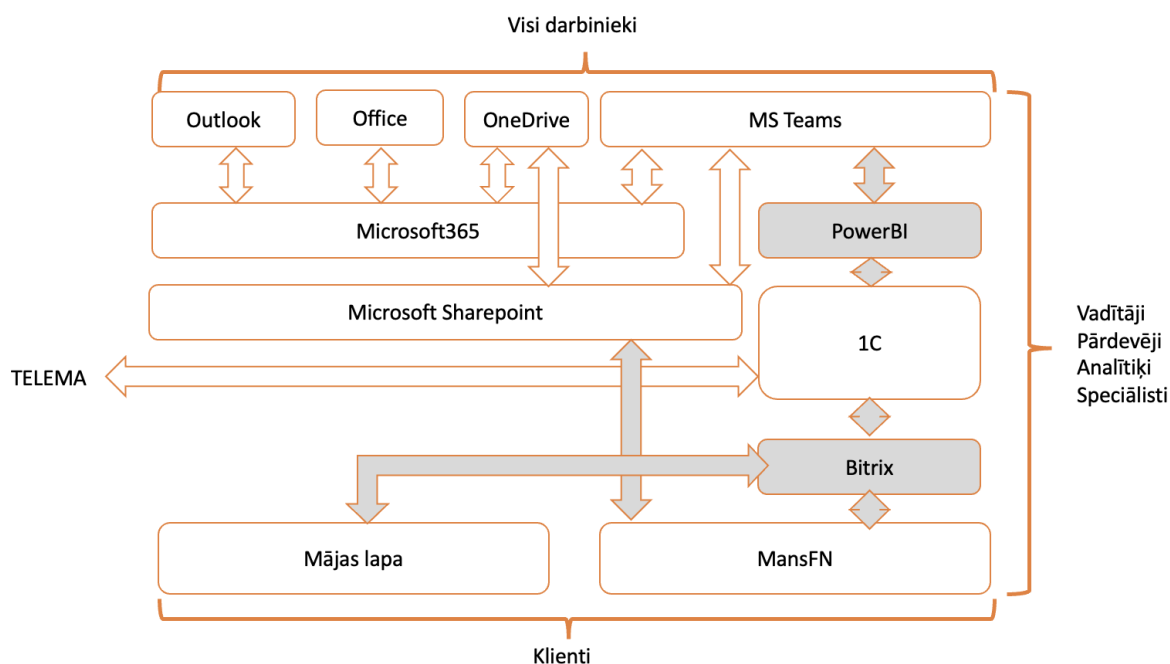 Visi darbinieki
Outlook
Office
OneDrive
MS Teams
Microsoft365
PowerBI
Microsoft Sharepoint
1C
TELEMA
Vadītāji
Pārdevēji
Analītiķi
Speciālisti
Bitrix
Mājas lapa
MansFN
Klienti